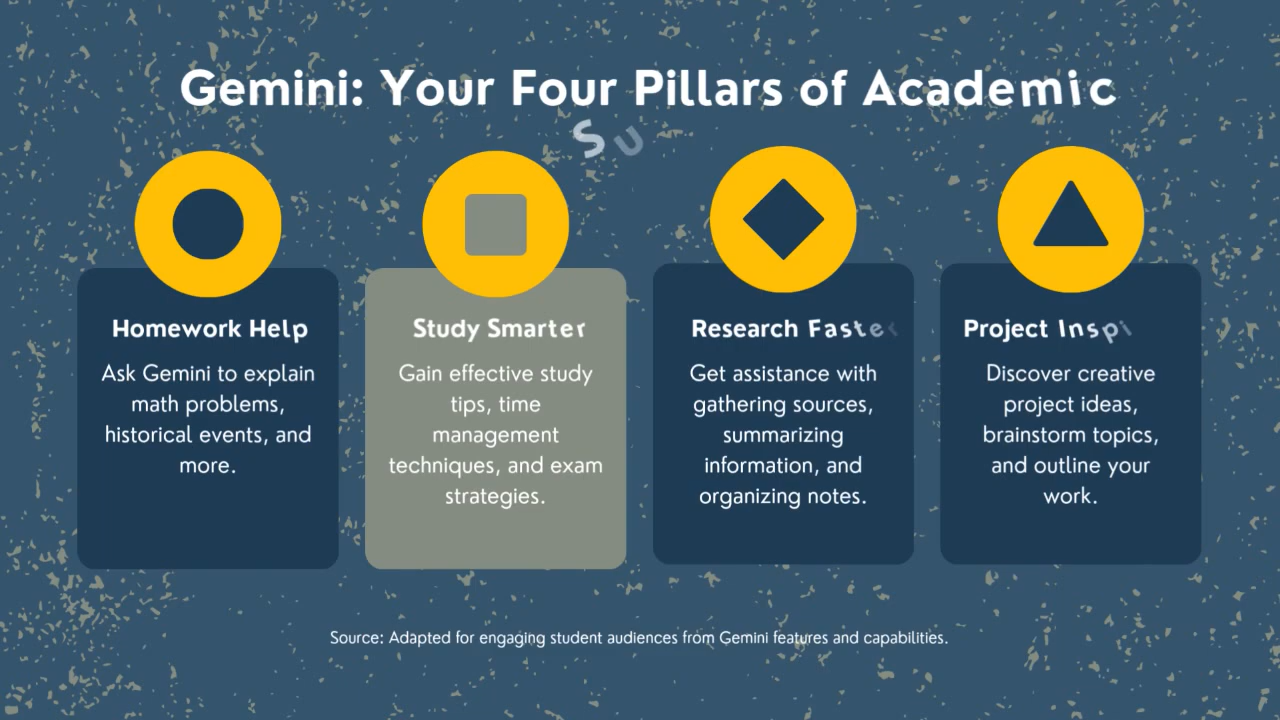 Gemini: Your Four Pillars of Academic
Su
Homework Help
Ask Gemini to explain
math problems,
historical events, and
more.
Study Smarter
Gain effective study
tips, time
management
techniques, and exam
strategies.
Research Faster
Get assistance with
gathering sources,
summarizing
information, and
organizing notes.
Project Inspi
Discover creative
project ideas,
brainstorm topics,
and outline your
work.
Source: Adapted for engaging student audiences from Gemini features and capabilities.